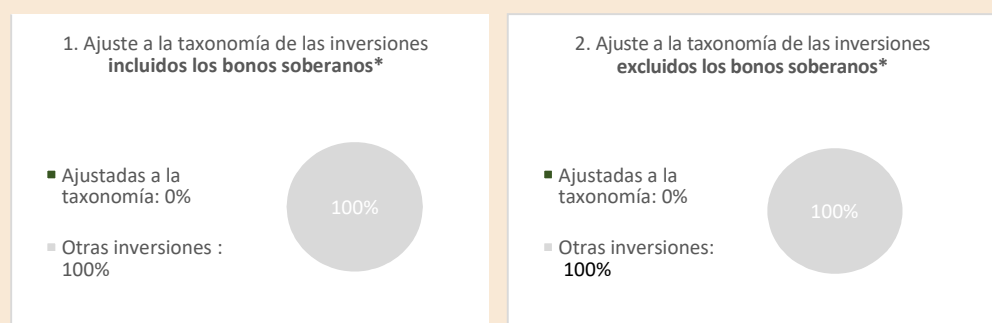 1. Ajuste a la taxonomía de las inversiones
incluidos los bonos soberanos*
Ajustadas a la
taxonomía: 0%
Otras inversiones :
100%
100%
2. Ajuste a la taxonomía de las inversiones
excluidos los bonos soberanos*
Ajustadas a la
taxonomía: 0%
Otras inversiones:
100%
100%